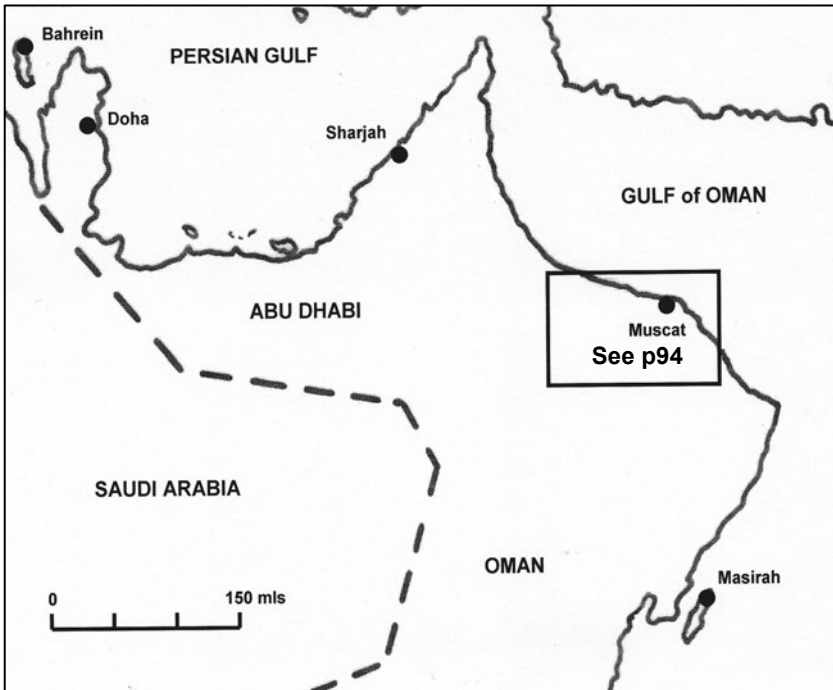 Bahrein
PERSIAN GULF
Doha
Sharjah
GULF of OMAN
ABU DHABI
Muscat
See p94
SAUDI ARABIA
OMAN
Masirah
0 150 mls